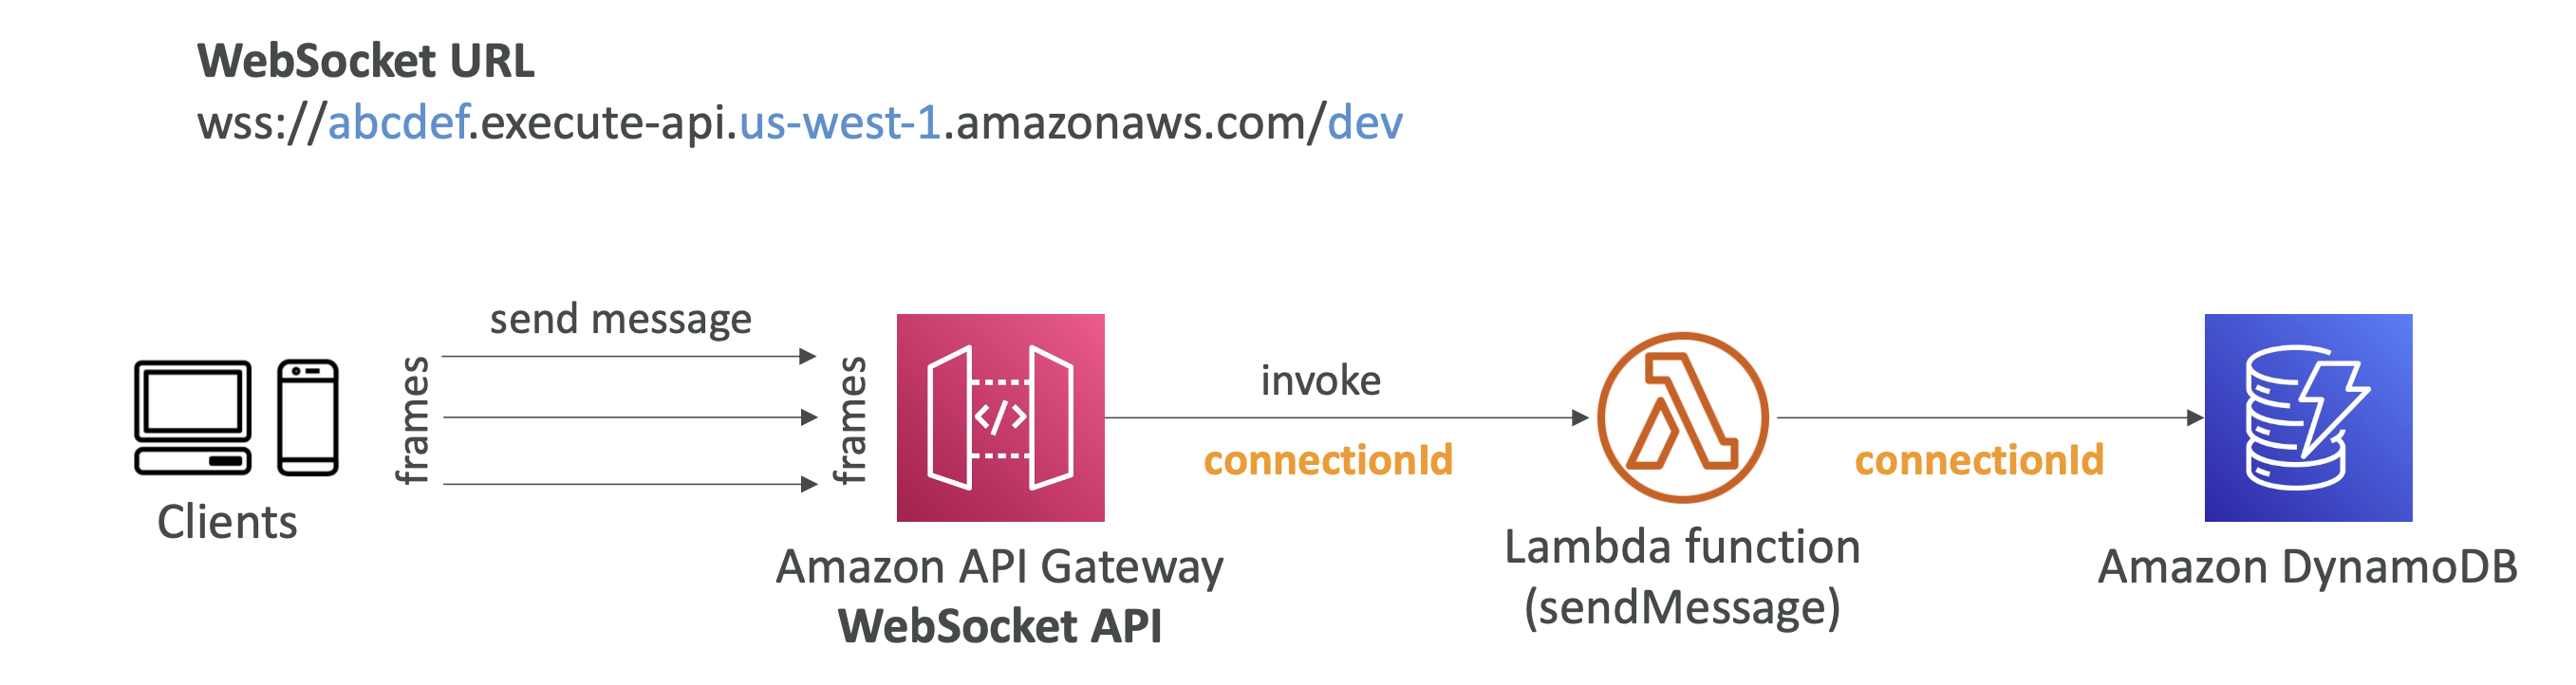 WebSocket URL
wss://abcdef.execute-api.us-west-1.amazonaws.com/dev
send message
frames
frames
invoke
connectionId
connectionId
Clients
Amazon API Gateway
WebSocket API
Lambda function
(sendMessage)
Amazon DynamoDB